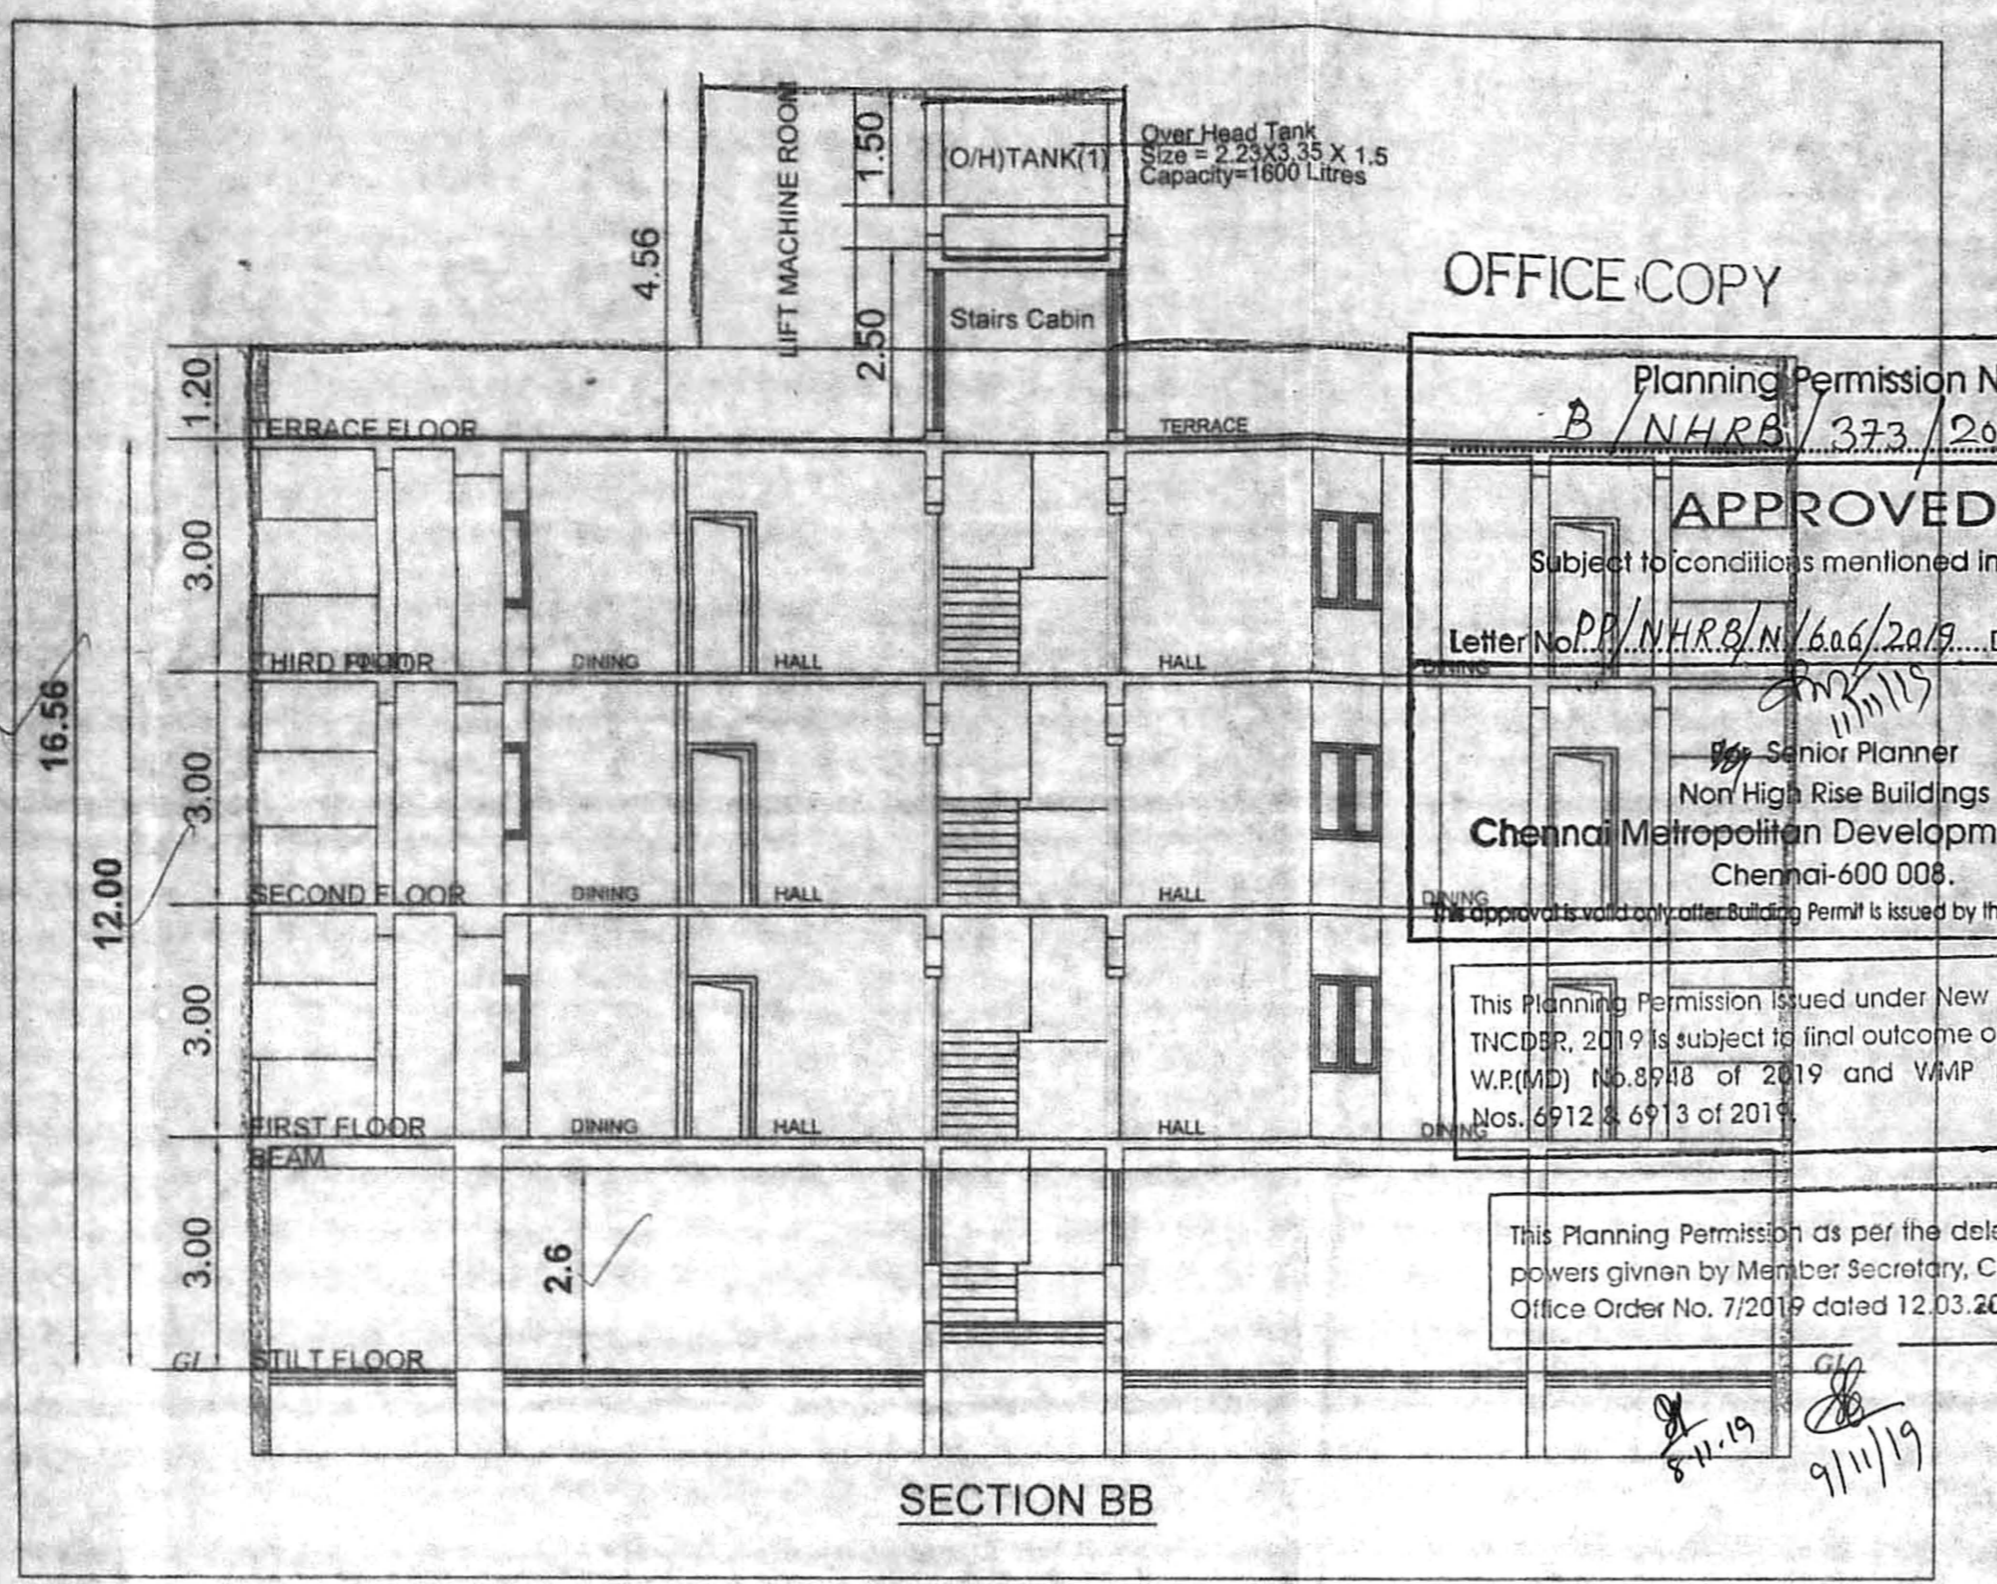 LIFT MACHINE ROOM
1.50
(O/H)TANK(1)
Over Head Tank
Size = 2.23X3.35 X 1.5
Capacity=1600 Litres
4.56
2.50
Stairs Cabin
OFFICE COPY
1.20
TERRACE FLOOR
TERRACE
Planning Permission N
B / NHRB / 373 / 20
APPROVED
Subject to conditions mentioned in
Letter No PP/NHRB/N/606/2019
11/11/19
Senior Planner
Non High Rise Buildings
Chennai Metropolitan Developm
Chennai-600 008.
This approval is valid only after Building Permit is issued by th
3.00
THIRD FLOOR
DINING
HALL
HALL
DINING
16.56
12.00
3.00
SECOND FLOOR
DINING
HALL
HALL
DINING
This Planning Permission issued under New
TNCDBR, 2019 is subject to final outcome o
W.P.(MD) No.8948 of 2019 and WMP
Nos. 6912 & 6913 of 2019.
3.00
FIRST FLOOR
DINING
HALL
HALL
DINING
BEAM
3.00
2.6
This Planning Permission as per the dele
powers givnen by Member Secretary, C
Office Order No. 7/2019 dated 12.03.20
GL
STILT FLOOR
GL
8.11.19
9/11/19
SECTION BB